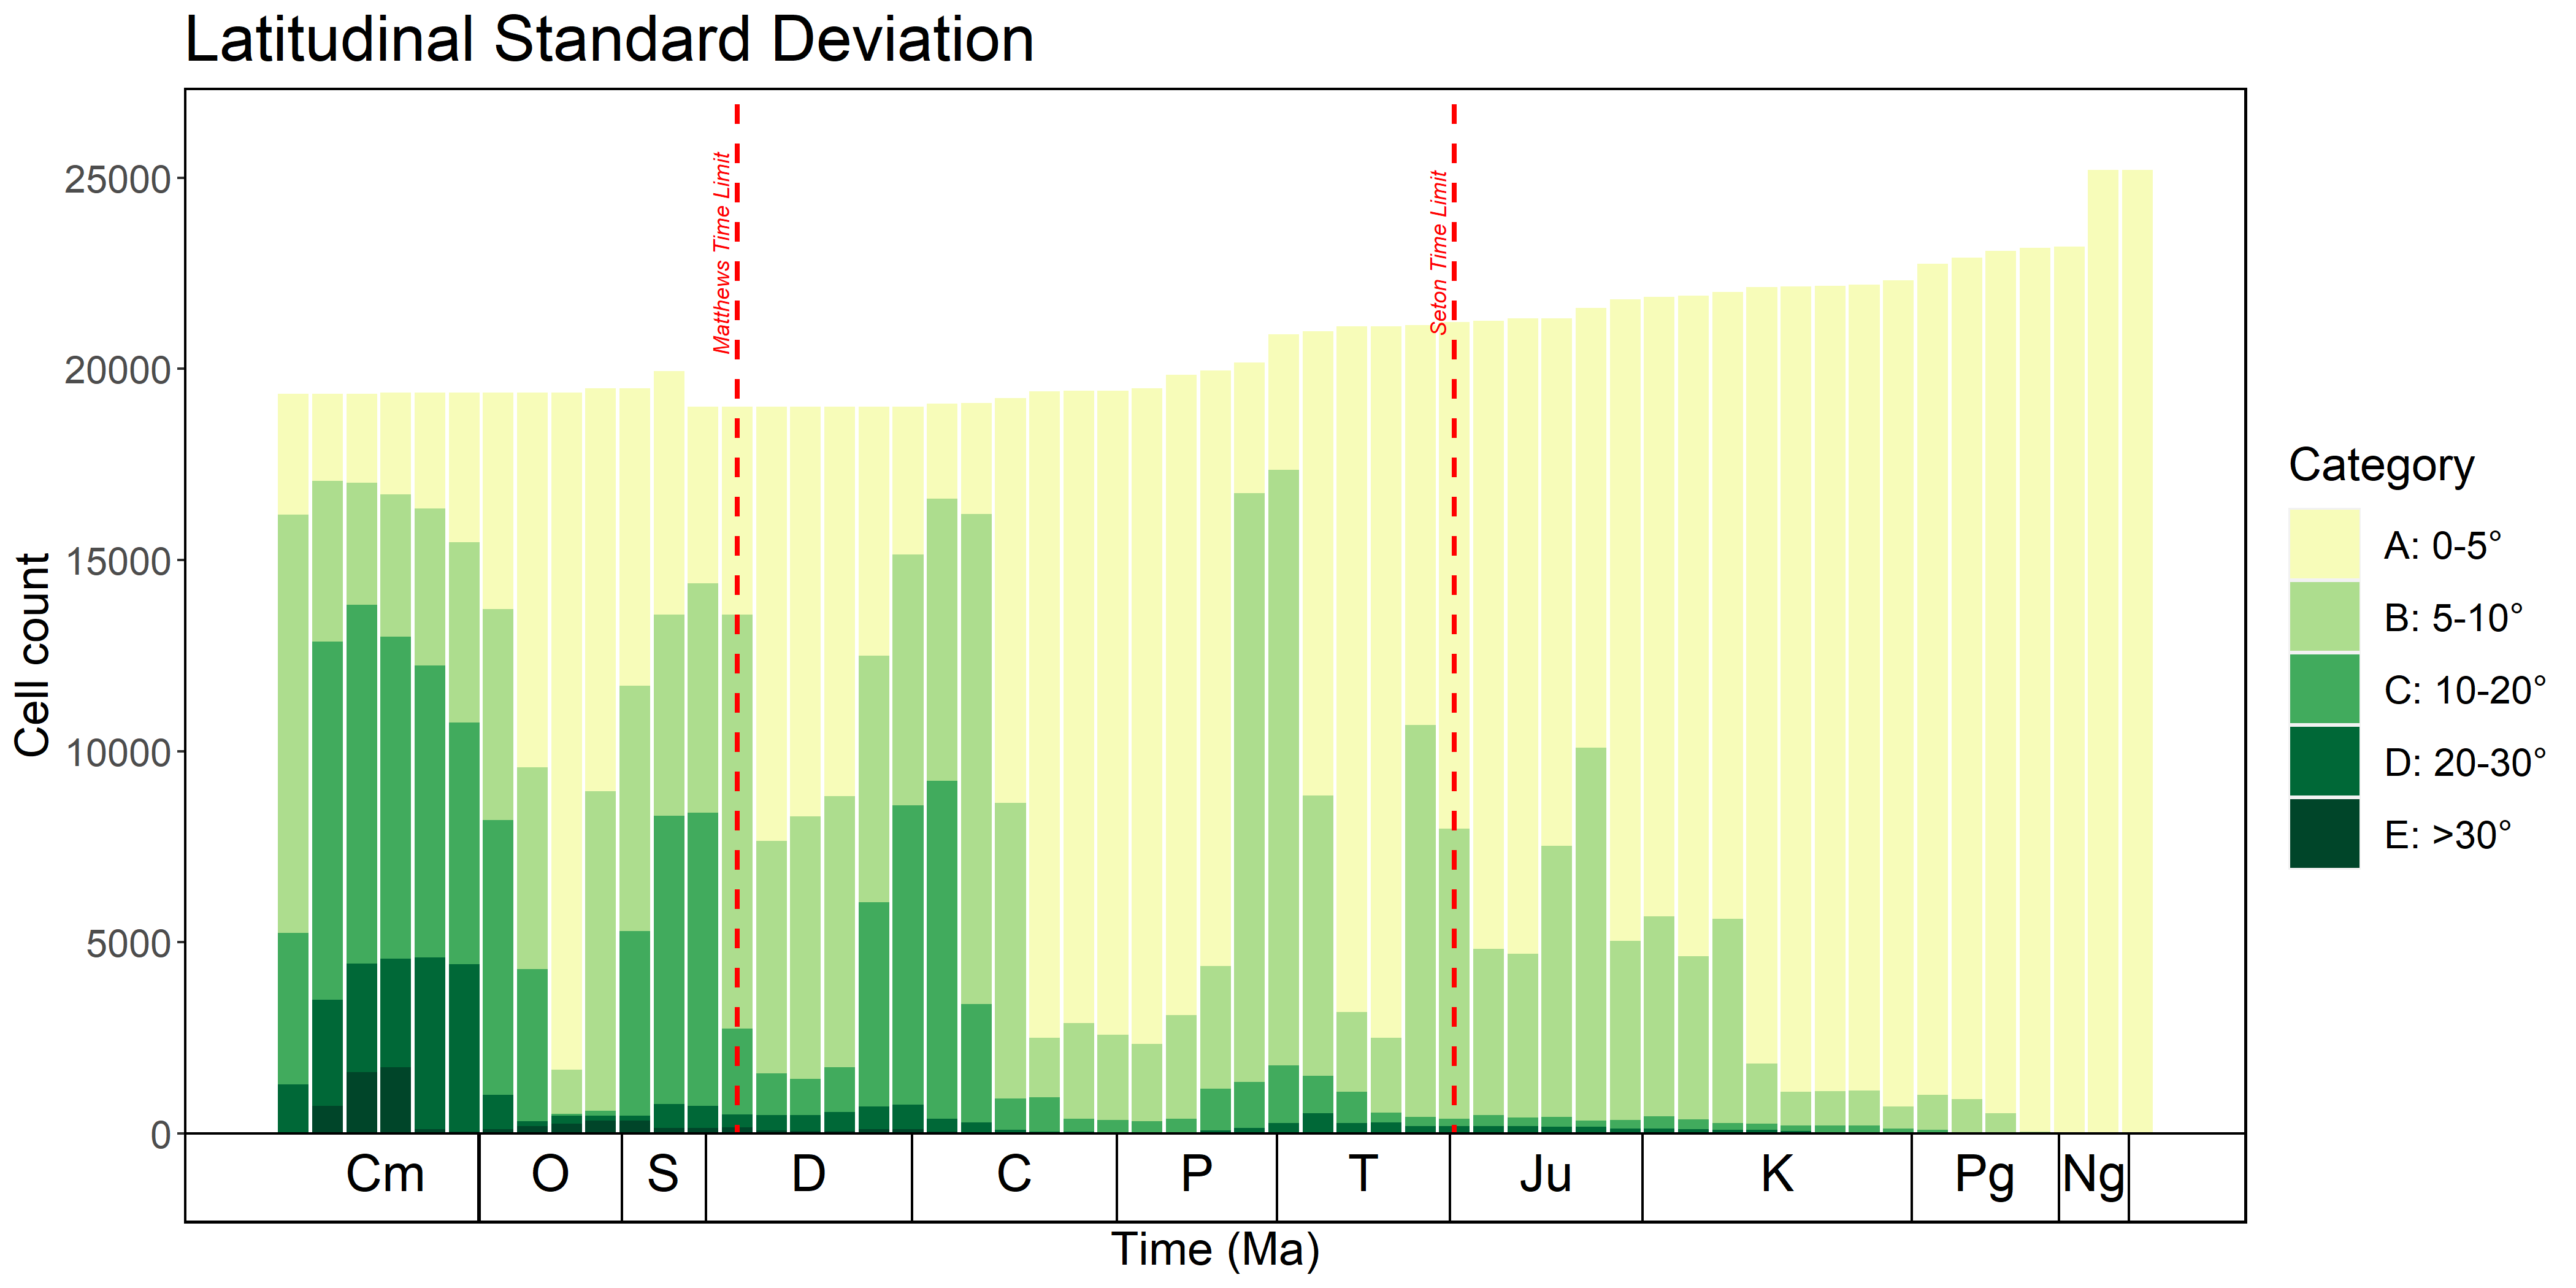 Latitudinal Standard Deviation
Cell count
25000
20000
15000
10000
5000
0
Matthews Time Limit
Seton Time Limit
Cm O S D C P T Ju K Pg Ng
Time (Ma)
Category
A: 0-5°
B: 5-10°
C: 10-20°
D: 20-30°
E: >30°